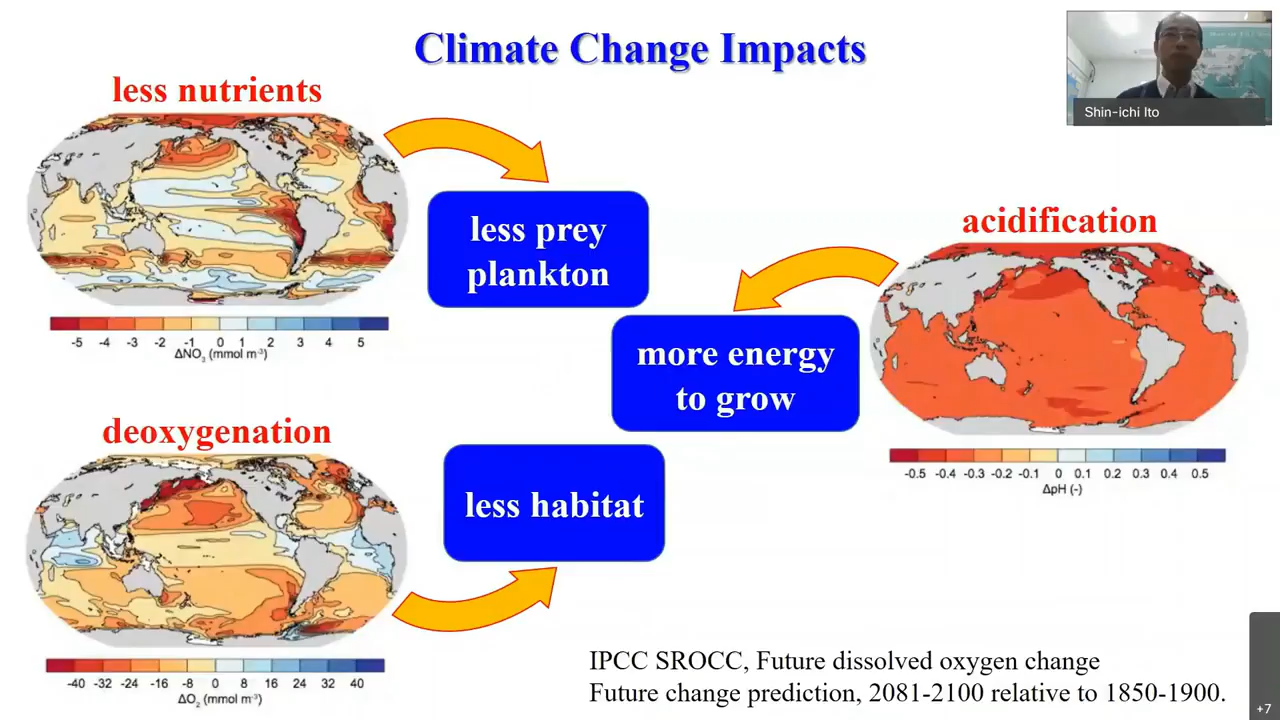 Climate Change Impacts
Shin-ichi Ito
less nutrients
less prey
plankton
-5 -4 -3 -2 -1 0 1 2 3 4 5
ΔNO₃ (mmol m⁻³)
acidification
more energy
to grow
-0.5 -0.4 -0.3 -0.2 -0.1 0 0.1 0.2 0.3 0.4 0.5
ΔpH (-)
deoxygenation
less habitat
-40 -32 -24 -16 -8 0 8 16 24 32 40
ΔO₂ (mmol m⁻³)
IPCC SROCC, Future dissolved oxygen change
Future change prediction, 2081-2100 relative to 1850-1900.
+7